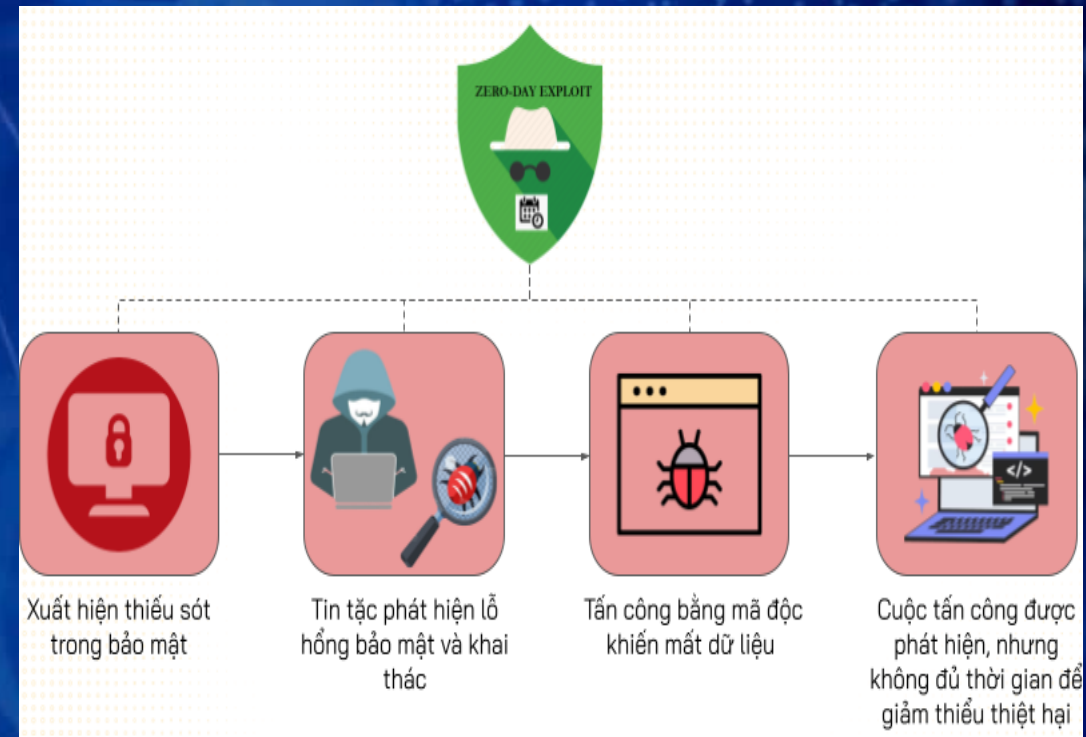 ZERO-DAY EXPLOIT
Xuất hiện thiếu sót
trong bảo mật
Tin tặc phát hiện lỗ
hổng bảo mật và khai
thác
Tấn công bằng mã độc
khiến mất dữ liệu
Cuộc tấn công được
phát hiện, nhưng
không đủ thời gian để
giảm thiểu thiệt hại